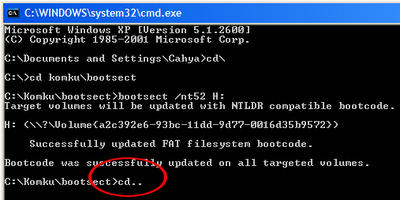 C:\WINDOWS\system32\cmd.exe
Microsoft Windows XP [Version 5.1.2600]
(C) Copyright 1985-2001 Microsoft Corp.
C:\Documents and Settings\Cahya>cd\
C:\>cd komku\bootsect
C:\Komku\bootsect>bootsect /nt52 H:
Target volumes will be updated with NTLDR compatible bootcode.
H: (\\?\Volume{a2c392e6-93bc-11dd-9d77-0016d35b9572})
Successfully updated FAT filesystem bootcode.
Bootcode was successfully updated on all targeted volumes.
C:\Komku\bootsect>cd..